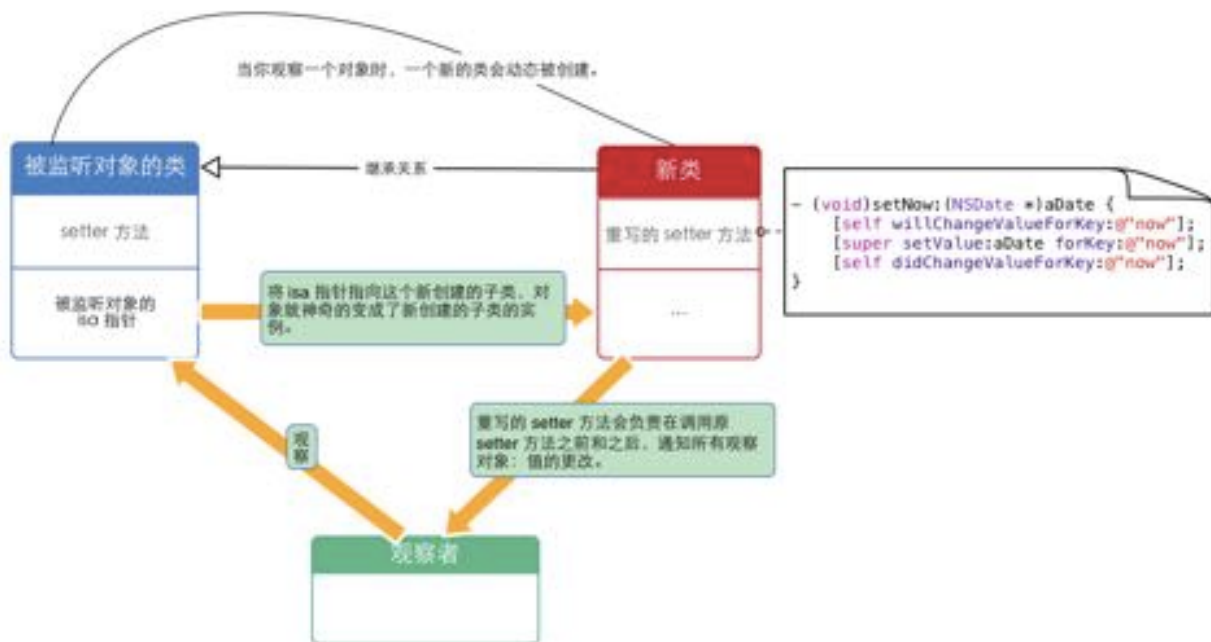 当你观察一个对象时，一个新的类会动态被创建。
被监听对象的类
继承关系
新类
setter 方法
重写的 setter 方法
- (void)setNow:(NSDate *)aDate {
[self willChangeValueForKey:@"now"];
[super setValue:aDate forKey:@"now"];
[self didChangeValueForKey:@"now"];
}
被监听对象的
isa 指针
将 isa 指针指向这个新创建的子类，对
象就神奇的变成了新创建的子类的实
例。
...
观
察
重写的 setter 方法会负责在调用原
setter 方法之前和之后，通知所有观察
对象：值的更改。
观察者